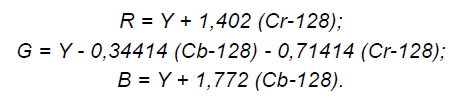 R = Y + 1,402 (Cr-128);
G = Y - 0,34414 (Cb-128) - 0,71414 (Cr-128);
B = Y + 1,772 (Cb-128).